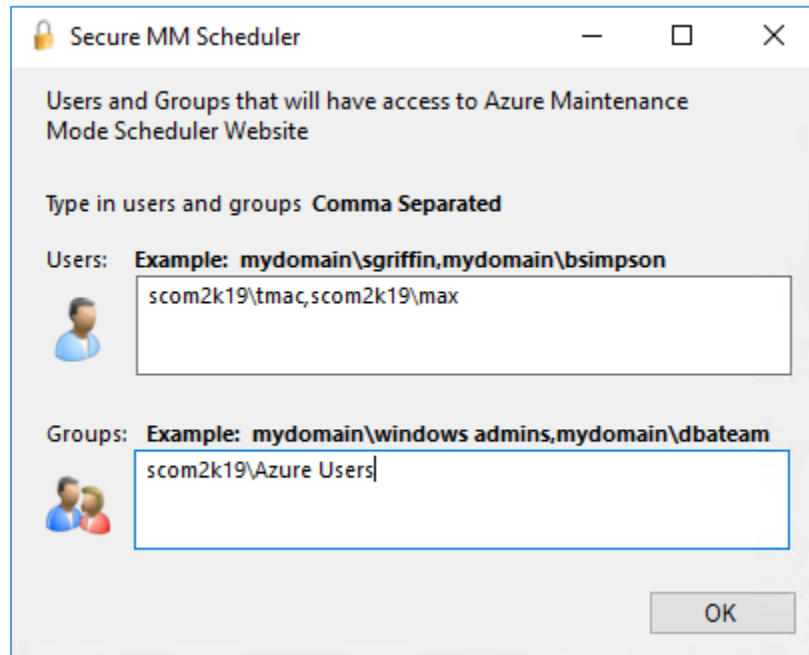 Secure MM Scheduler
Users and Groups that will have access to Azure Maintenance
Mode Scheduler Website
Type in users and groups Comma Separated
Users: Example: mydomain\sgriffin,mydomain\bsimpson
scom2k19\tmac,scom2k19\max
Groups: Example: mydomain\windows admins,mydomain\dbateam
scom2k19\Azure Users
OK